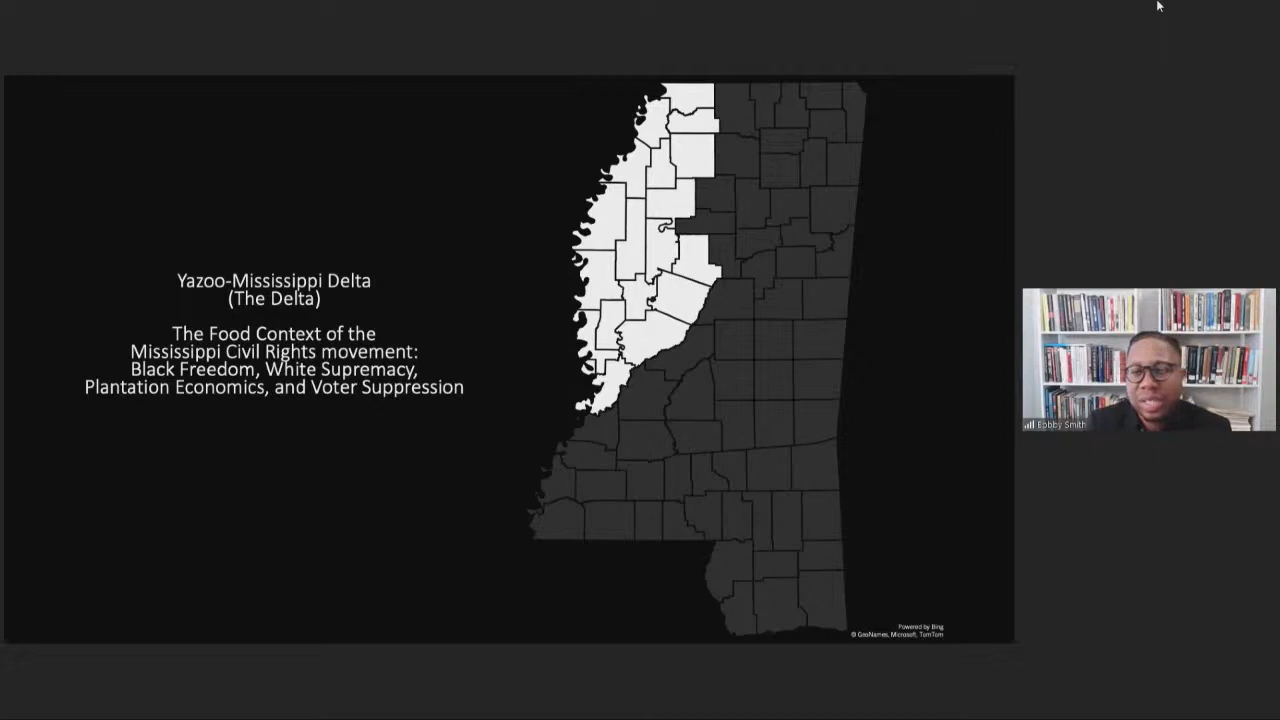 Yazoo-Mississippi Delta
(The Delta)
The Food Context of the
Mississippi Civil Rights movement:
Black Freedom, White Supremacy,
Plantation Economics, and Voter Suppression
Powered by Bing
© GeoNames, Microsoft, TomTom
Bobby Smith